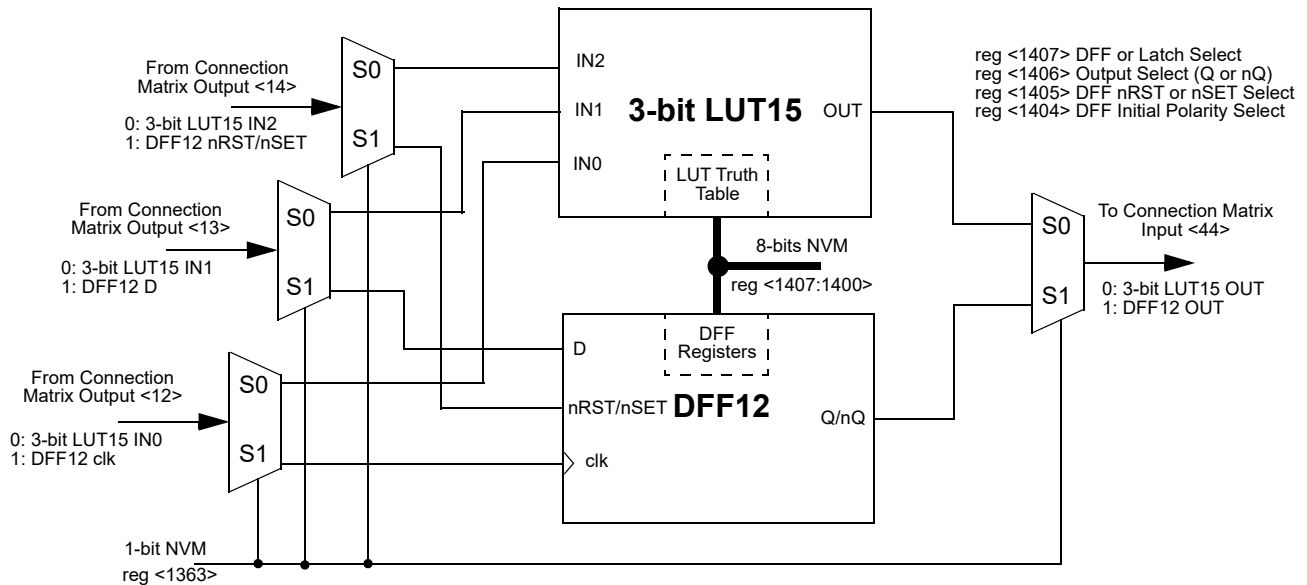 From Connection
Matrix Output <14>
0: 3-bit LUT15 IN2
1: DFF12 nRST/nSET
S0
S1
From Connection
Matrix Output <13>
0: 3-bit LUT15 IN1
1: DFF12 D
S0
S1
From Connection
Matrix Output <12>
0: 3-bit LUT15 IN0
1: DFF12 clk
S0
S1
1-bit NVM
reg <1363>
IN2
IN1
IN0
3-bit LUT15
OUT
LUT Truth
Table
8-bits NVM
reg <1407:1400>
DFF
Registers
D
nRST/nSET
clk
DFF12
Q/nQ
reg <1407> DFF or Latch Select
reg <1406> Output Select (Q or nQ)
reg <1405> DFF nRST or nSET Select
reg <1404> DFF Initial Polarity Select
S0
S1
To Connection Matrix
Input <44>
0: 3-bit LUT15 OUT
1: DFF12 OUT